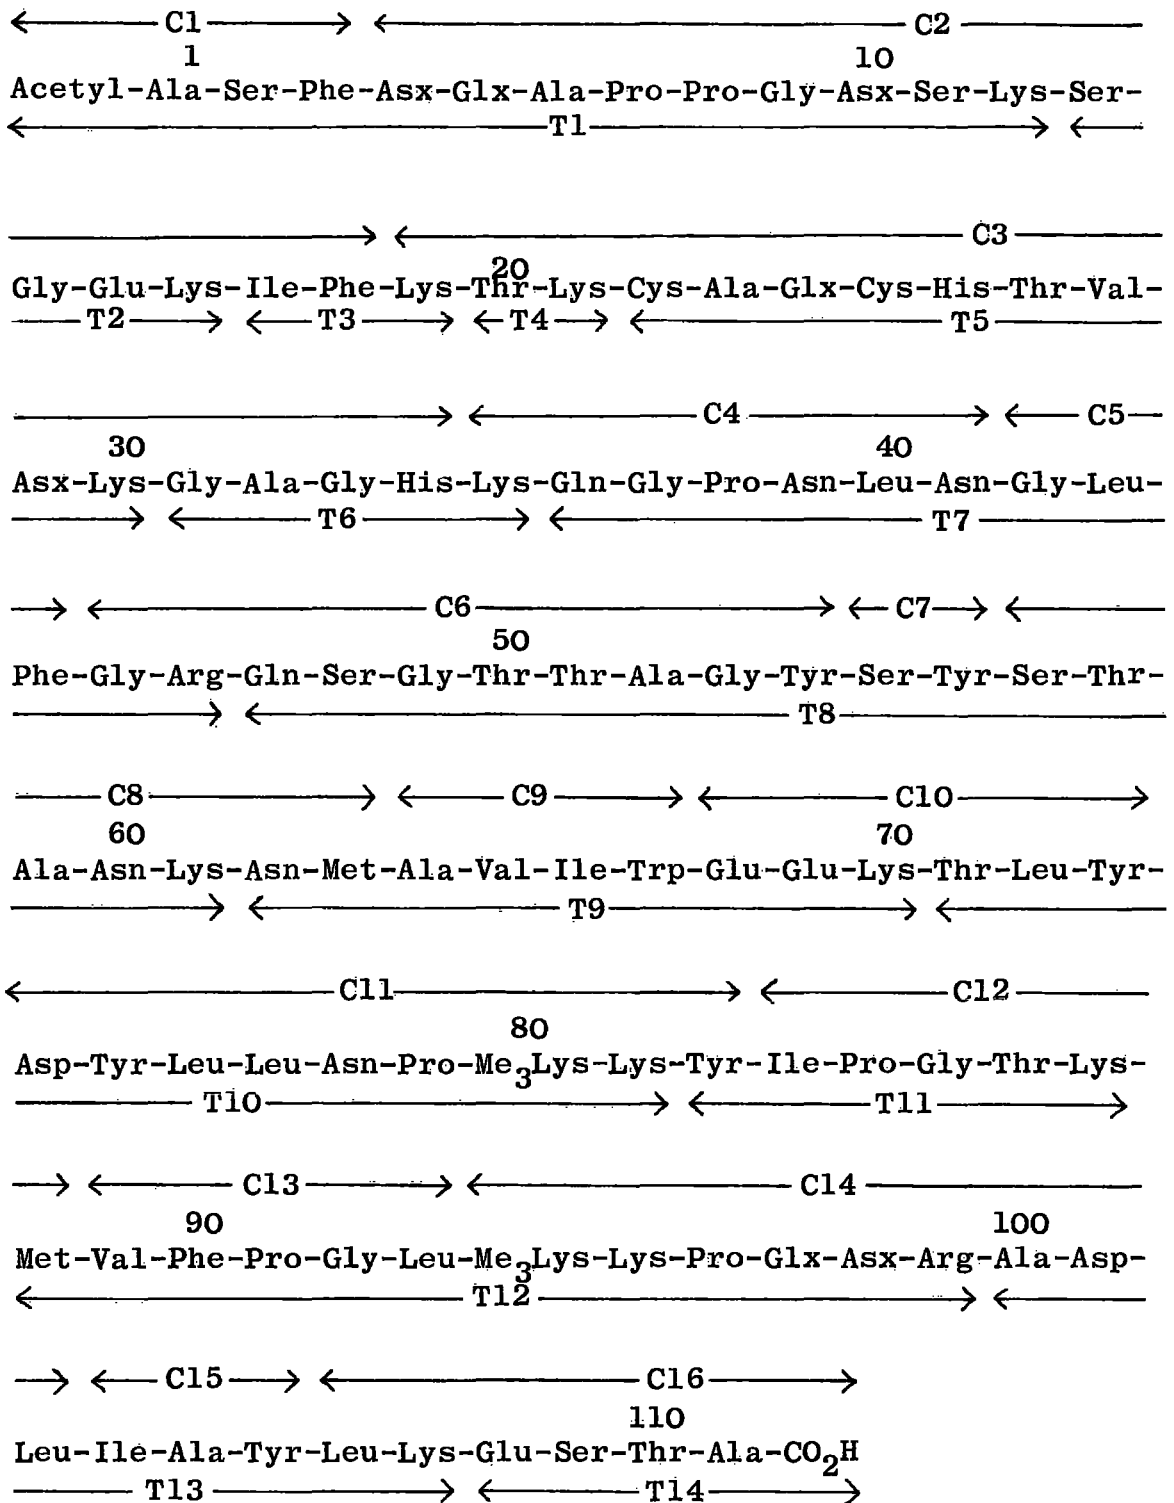 C1 C2
1 10
Acetyl-Ala-Ser-Phe-Asx-Glx-Ala-Pro-Pro-Gly-Asx-Ser-Lys-Ser-
T1
C3
20
Gly-Glu-Lys-Ile-Phe-Lys-Thr-Lys-Cys-Ala-Glx-Cys-His-Thr-Val-
T2 T3 T4 T5
C4 C5
30 40
Asx-Lys-Gly-Ala-Gly-His-Lys-Gln-Gly-Pro-Asn-Leu-Asn-Gly-Leu-
T6 T7
C6 C7
50
Phe-Gly-Arg-Gln-Ser-Gly-Thr-Thr-Ala-Gly-Tyr-Ser-Tyr-Ser-Thr-
T8
C8 C9 C10
60 70
Ala-Asn-Lys-Asn-Met-Ala-Val-Ile-Trp-Glu-Glu-Lys-Thr-Leu-Tyr-
T9
C11 C12
80
Asp-Tyr-Leu-Leu-Asn-Pro-Me3Lys-Lys-Tyr-Ile-Pro-Gly-Thr-Lys-
T10 T11
C13 C14
90 100
Met-Val-Phe-Pro-Gly-Leu-Me3Lys-Lys-Pro-Glx-Asx-Arg-Ala-Asp-
T12
C15 C16
110
Leu-Ile-Ala-Tyr-Leu-Lys-Glu-Ser-Thr-Ala-CO2H
T13 T14